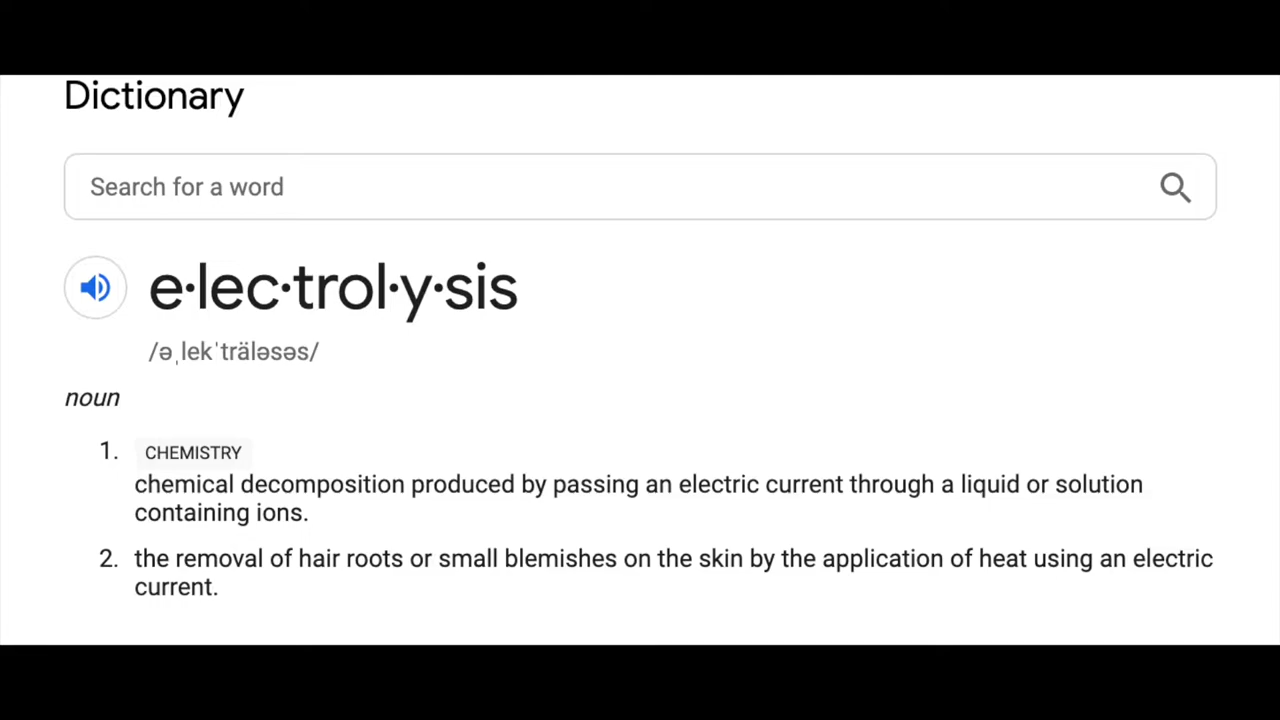 Dictionary
Search for a word
e·lec·trol·y·sis
/əˌlekˈträləsəs/
noun
1. CHEMISTRY
chemical decomposition produced by passing an electric current through a liquid or solution
containing ions.
2. the removal of hair roots or small blemishes on the skin by the application of heat using an electric
current.